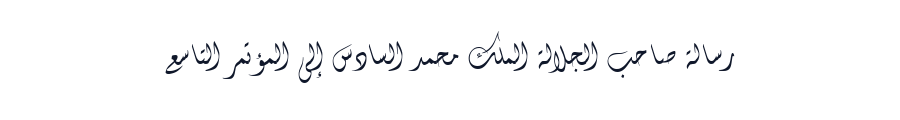 رسالة صاحب الجلالة الملك محمد السادس إلى المؤتمر التاسع